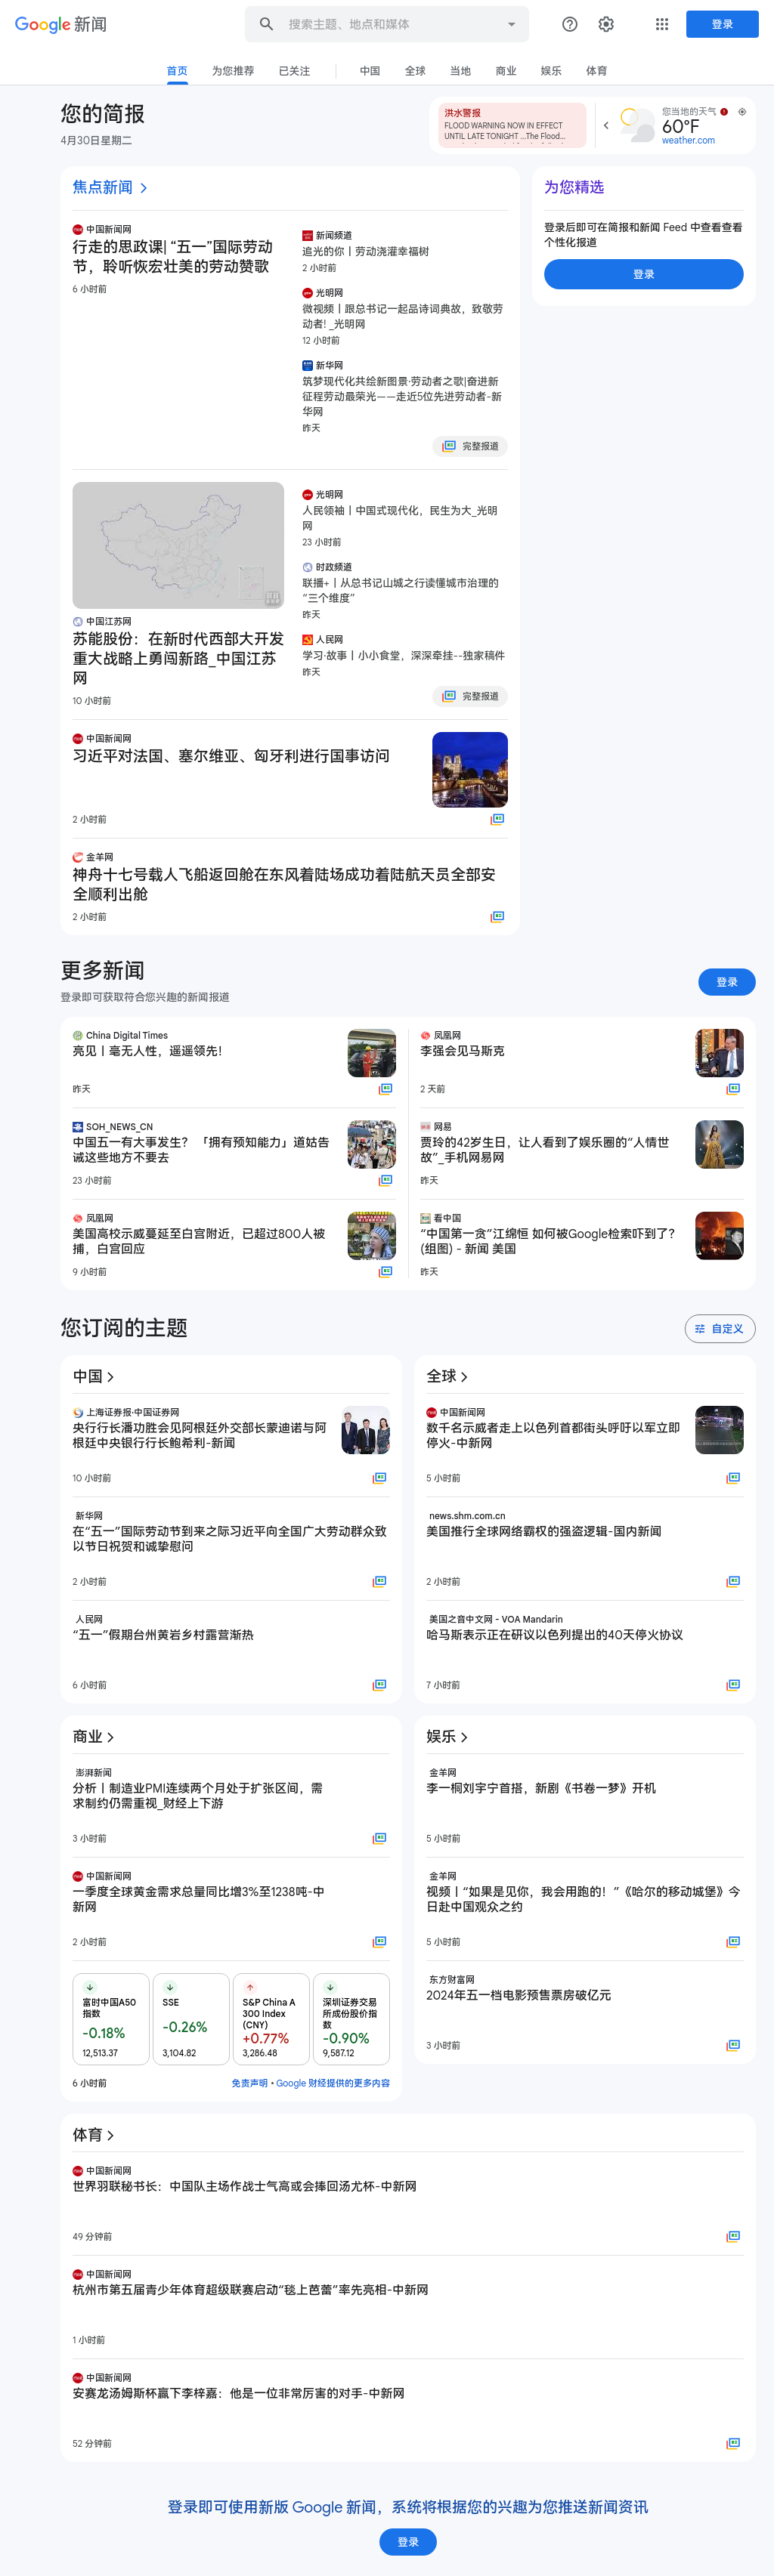 Google 新闻
搜索主题、地点和媒体
登录
首页
为您推荐
已关注
中国
全球
当地
商业
娱乐
体育
您的简报
4月30日星期二
洪水警报
FLOOD WARNING NOW IN EFFECT
UNTIL LATE TONIGHT ...The Flood...
您当地的天气
60°F
weather.com
焦点新闻
中国新闻网
行走的思政课| “五一”国际劳动
节，聆听恢宏壮美的劳动赞歌
6 小时前
新闻频道
追光的你丨劳动浇灌幸福树
2 小时前
光明网
微视频丨跟总书记一起品诗词典故，致敬劳
动者! _光明网
12 小时前
新华网
筑梦现代化共绘新图景·劳动者之歌|奋进新
征程劳动最荣光——走近5位先进劳动者-新
华网
昨天
完整报道
为您精选
登录后即可在简报和新闻 Feed 中查看查看
个性化报道
登录
中国江苏网
苏能股份：在新时代西部大开发
重大战略上勇闯新路_中国江苏
网
10 小时前
光明网
人民领袖丨中国式现代化，民生为大_光明
网
23 小时前
时政频道
联播+丨从总书记山城之行读懂城市治理的
“三个维度”
昨天
人民网
学习·故事丨小小食堂，深深牵挂--独家稿件
昨天
完整报道
中国新闻网
习近平对法国、塞尔维亚、匈牙利进行国事访问
2 小时前
金羊网
神舟十七号载人飞船返回舱在东风着陆场成功着陆航天员全部安
全顺利出舱
2 小时前
更多新闻
登录即可获取符合您兴趣的新闻报道
登录
China Digital Times
亮见丨毫无人性，遥遥领先！
昨天
凤凰网
李强会见马斯克
2 天前
SOH_NEWS_CN
中国五一有大事发生？ 「拥有预知能力」道姑告
诫这些地方不要去
23 小时前
网易
贾玲的42岁生日，让人看到了娱乐圈的“人情世
故”_手机网易网
昨天
凤凰网
美国高校示威蔓延至白宫附近，已超过800人被
捕，白宫回应
9 小时前
看中国
“中国第一贪”江绵恒 如何被Google检索吓到了？
(组图) - 新闻 美国
昨天
您订阅的主题
自定义
中国
上海证券报·中国证券网
央行行长潘功胜会见阿根廷外交部长蒙迪诺与阿
根廷中央银行行长鲍希利-新闻
10 小时前
新华网
在“五一”国际劳动节到来之际习近平向全国广大劳动群众致
以节日祝贺和诚挚慰问
2 小时前
人民网
“五一”假期台州黄岩乡村露营渐热
6 小时前
全球
中国新闻网
数千名示威者走上以色列首都街头呼吁以军立即
停火-中新网
5 小时前
news.shm.com.cn
美国推行全球网络霸权的强盗逻辑-国内新闻
2 小时前
美国之音中文网 - VOA Mandarin
哈马斯表示正在研议以色列提出的40天停火协议
7 小时前
商业
澎湃新闻
分析丨制造业PMI连续两个月处于扩张区间，需
求制约仍需重视_财经上下游
3 小时前
中国新闻网
一季度全球黄金需求总量同比增3%至1238吨-中
新网
2 小时前
富时中国A50
指数
-0.18%
12,513.37
SSE
-0.26%
3,104.82
S&P China A
300 Index
(CNY)
+0.77%
3,286.48
深圳证券交易
所成份股价指
数
-0.90%
9,587.12
6 小时前
免责声明 • Google 财经提供的更多内容
娱乐
金羊网
李一桐刘宇宁首搭，新剧《书卷一梦》开机
5 小时前
金羊网
视频丨“如果是见你，我会用跑的！”《哈尔的移动城堡》今
日赴中国观众之约
5 小时前
东方财富网
2024年五一档电影预售票房破亿元
3 小时前
体育
中国新闻网
世界羽联秘书长：中国队主场作战士气高或会捧回汤尤杯-中新网
49 分钟前
中国新闻网
杭州市第五届青少年体育超级联赛启动“毯上芭蕾”率先亮相-中新网
1 小时前
中国新闻网
安赛龙汤姆斯杯赢下李梓嘉：他是一位非常厉害的对手-中新网
52 分钟前
登录即可使用新版 Google 新闻，系统将根据您的兴趣为您推送新闻资讯
登录